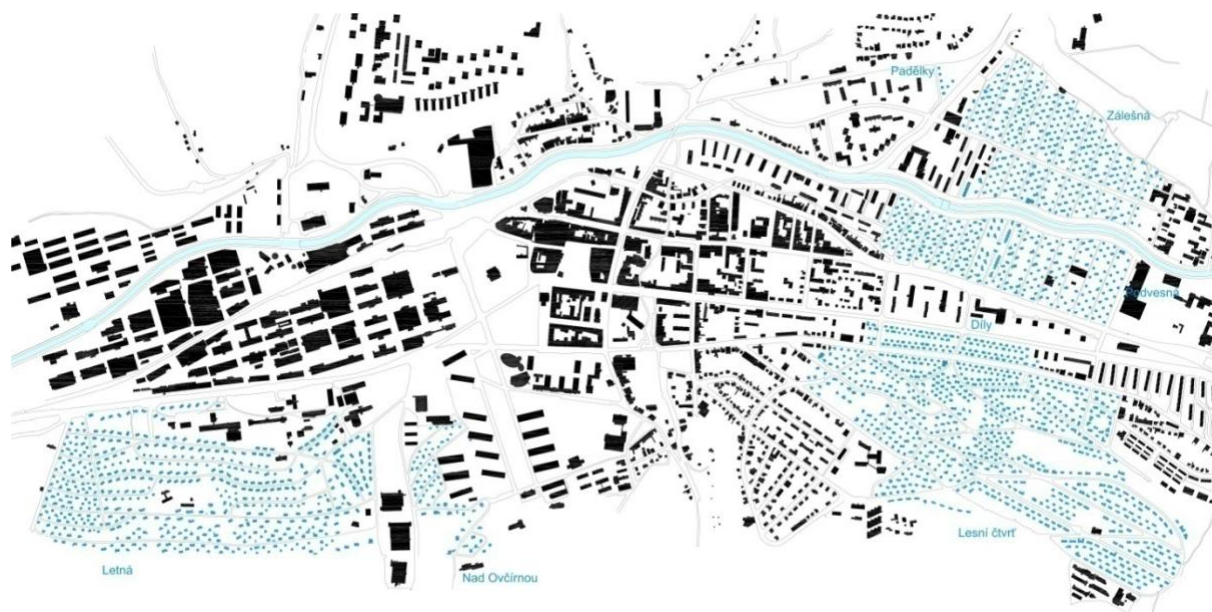 Padělky
Zálešná
Podvesná
Díly
Lesní čtvrť
Letná
Nad Ovčírnou